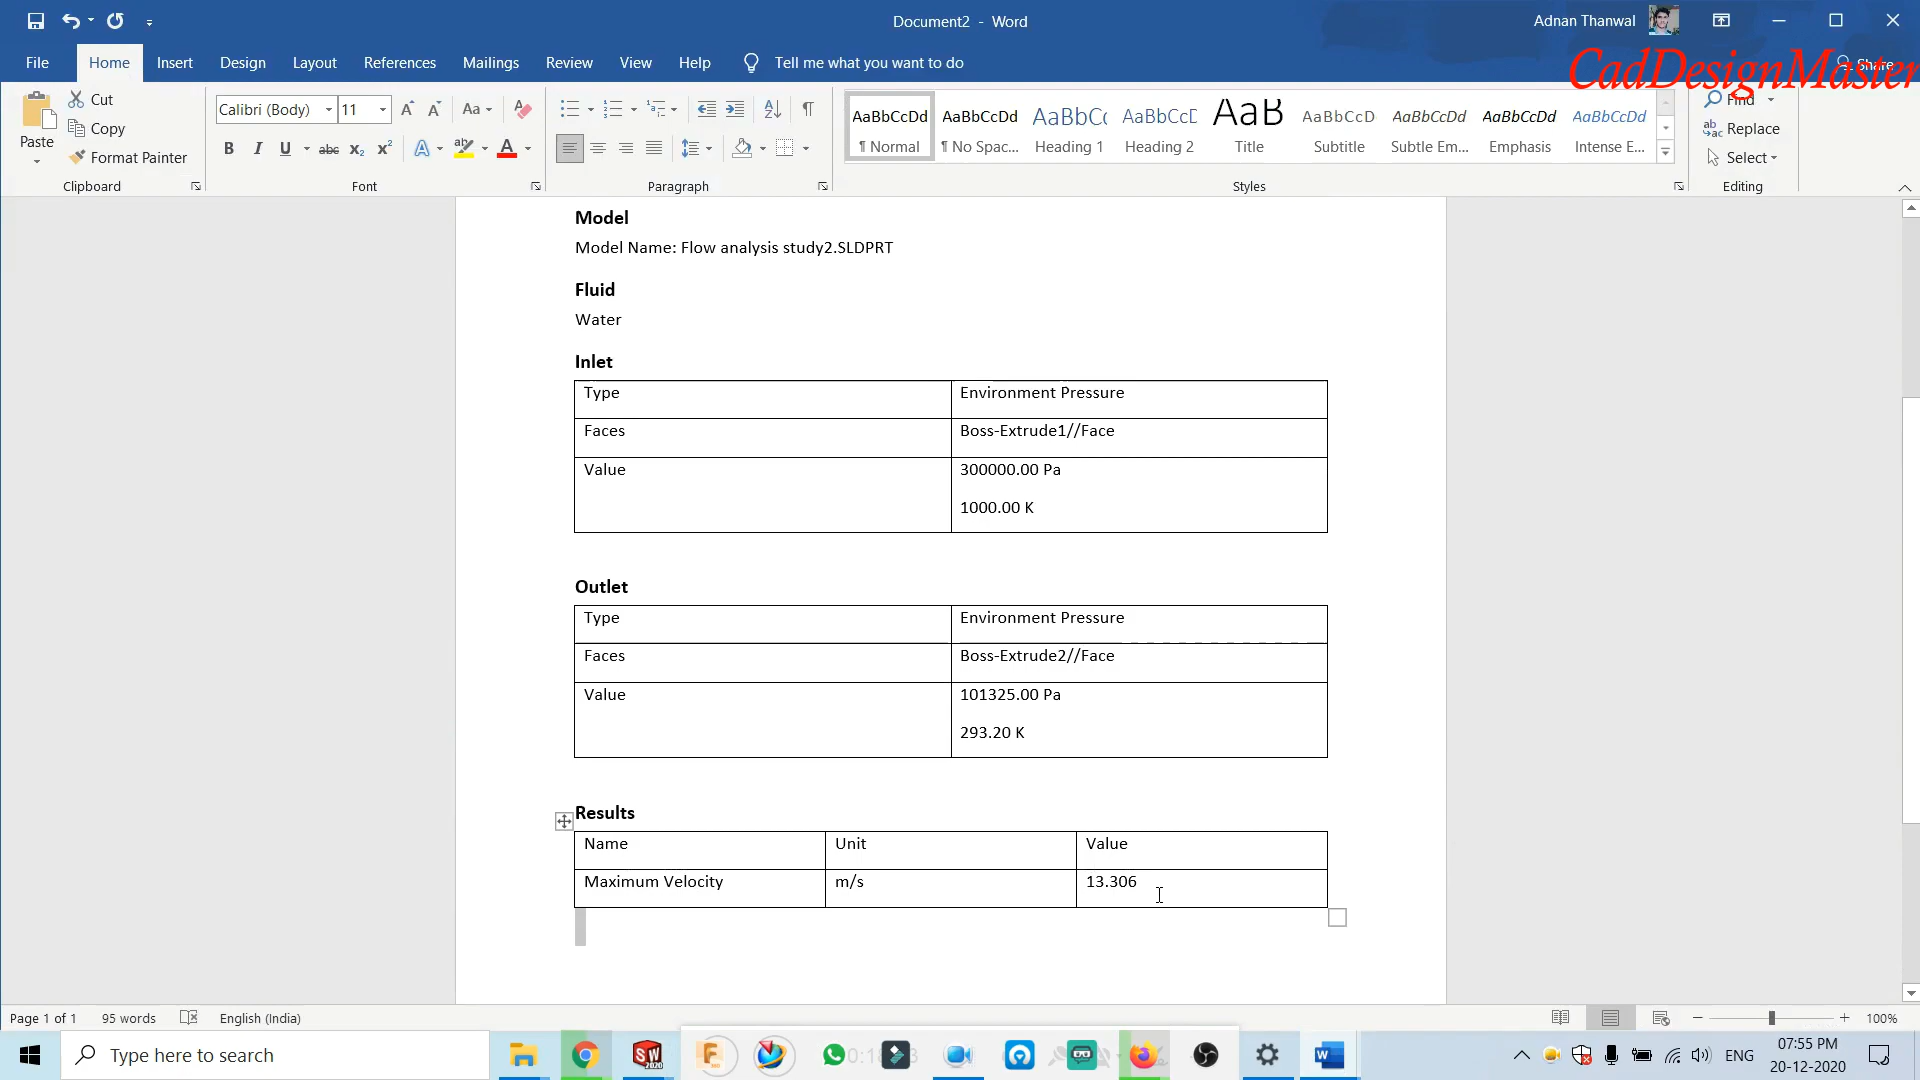 Document2 - Word
Adnan Thanwal
File
Home
Insert
Design
Layout
References
Mailings
Review
View
Help
Tell me what you want to do
Share
CadDesignMaster
Paste
Cut
Copy
Format Painter
Clipboard
Calibri (Body)
11
Font
Paragraph
AaBbCcDd
¶ Normal
AaBbCcDd
¶ No Spac...
AaBbCc
Heading 1
AaBbCcC
Heading 2
AaB
Title
AaBbCcD
Subtitle
AaBbCcDd
Subtle Em...
AaBbCcDd
Emphasis
AaBbCcDd
Intense E...
Styles
Find
Replace
Select
Editing
Model
Model Name: Flow analysis study2.SLDPRT
Fluid
Water
Inlet
Type
Environment Pressure
Faces
Boss-Extrude1//Face
Value
300000.00 Pa
1000.00 K
Outlet
Type
Environment Pressure
Faces
Boss-Extrude2//Face
Value
101325.00 Pa
293.20 K
Results
Name
Unit
Value
Maximum Velocity
m/s
13.306
Page 1 of 1
95 words
English (India)
100%
Type here to search
ENG
07:55 PM
20-12-2020